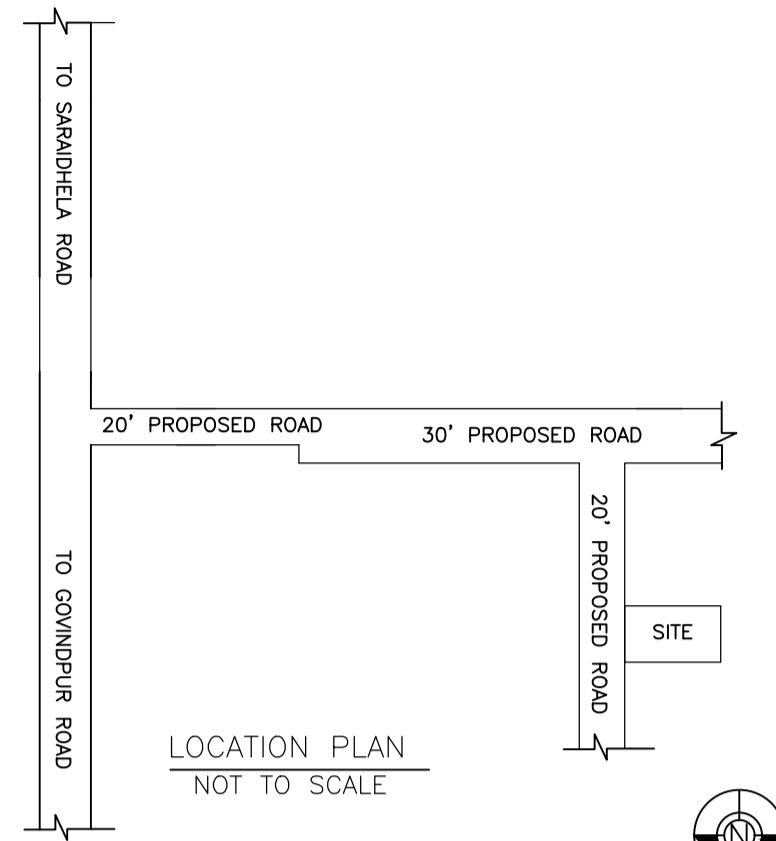 TO SARAIDHELA ROAD
20' PROPOSED ROAD
30' PROPOSED ROAD
20' PROPOSED ROAD
SITE
TO GOVINDPUR ROAD
LOCATION PLAN
NOT TO SCALE
N